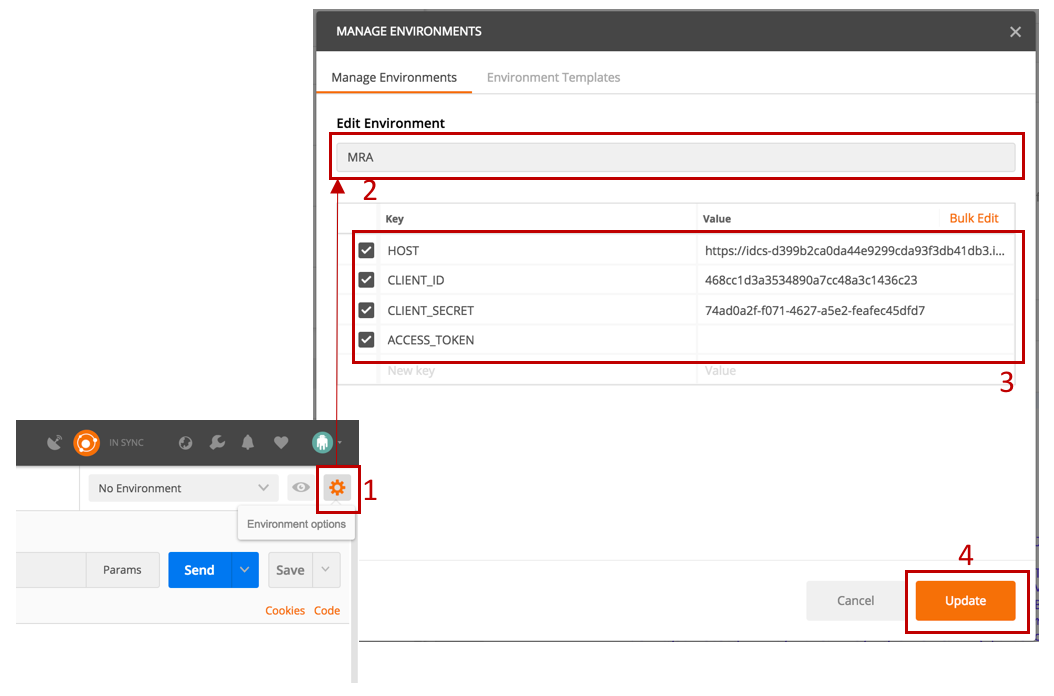 MANAGE ENVIRONMENTS
Manage Environments Environment Templates
Edit Environment
MRA
2
Key Value Bulk Edit
HOST https://idcs-d399b2ca0da44e9299cda93f3db41db3.i...
CLIENT_ID 468cc1d3a3534890a7cc48a3c1436c23
CLIENT_SECRET 74ad0a2f-f071-4627-a5e2-feafec45dfd7
ACCESS_TOKEN
New key Value
3
IN SYNC
No Environment
1
Environment options
Params Send Save
Cookies Code
4
Cancel Update